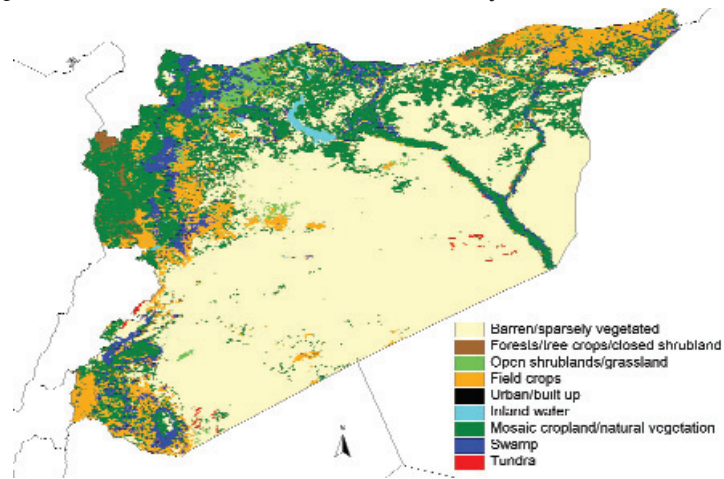 N
Barren/sparsely vegetated
Forests/tree crops/closed shrubland
Open shrublands/grassland
Field crops
Urban/built up
Inland water
Mosaic cropland/natural vegetation
Swamp
Tundra